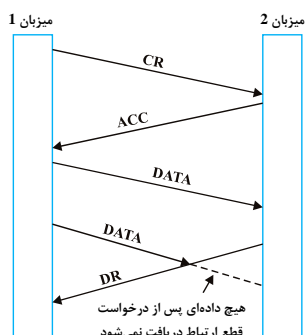 میزبان 1
میزبان 2
CR
ACC
DATA
DATA
DR
هیچ داده‌ای پس از درخواست
قطع ارتباط دریافت نمی‌شود